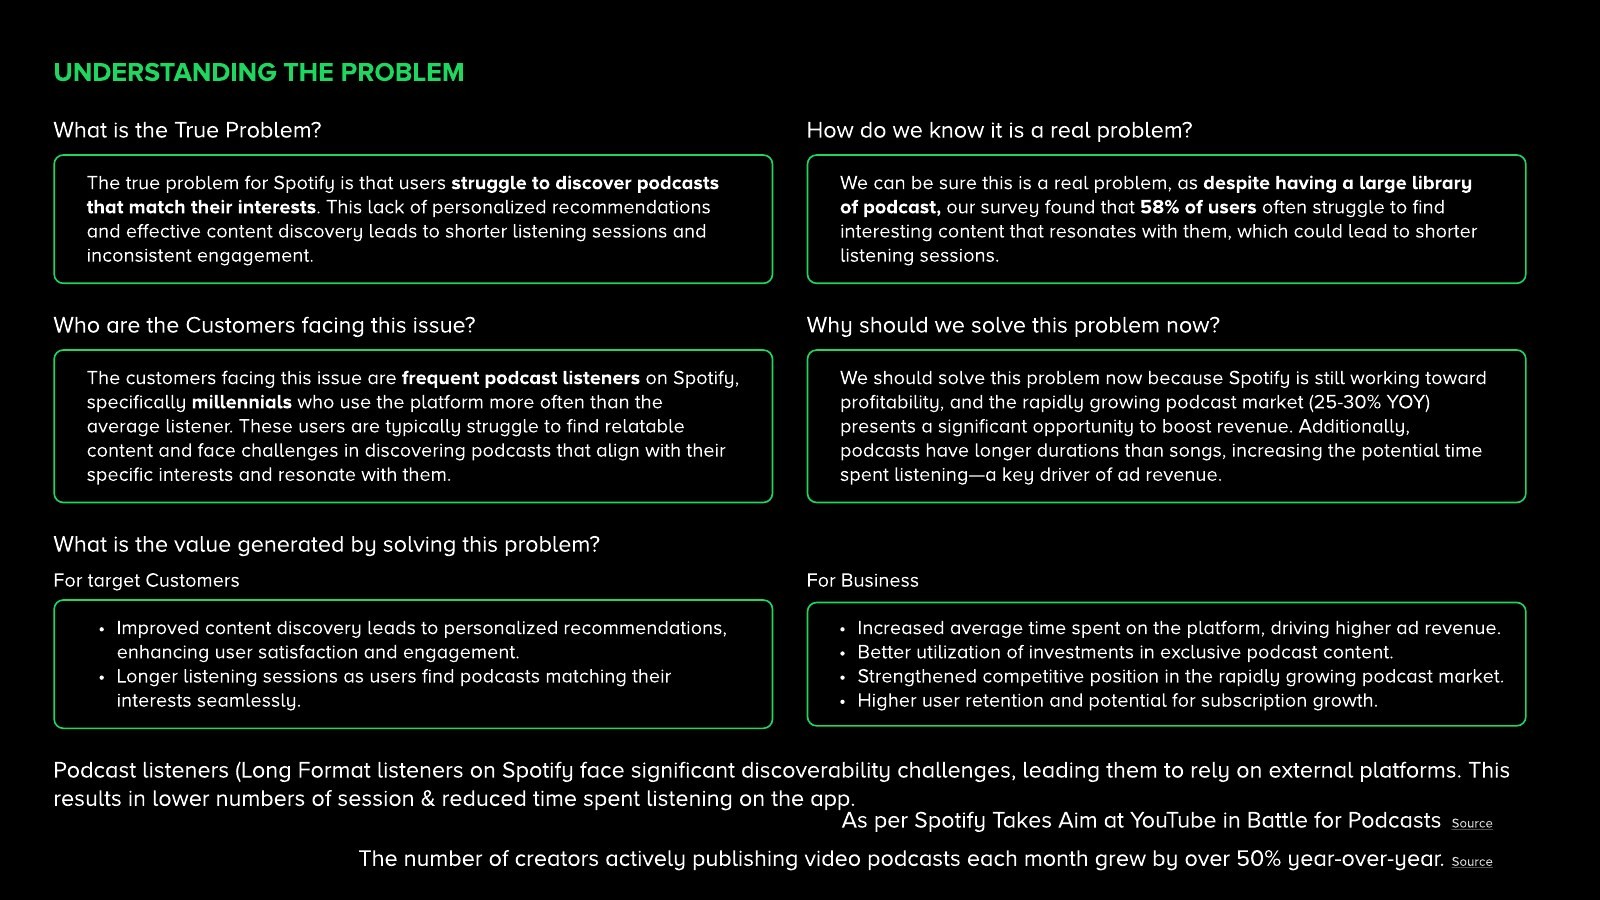 UNDERSTANDING THE PROBLEM
What is the True Problem?
The true problem for Spotify is that users struggle to discover podcasts
that match their interests. This lack of personalized recommendations
and effective content discovery leads to shorter listening sessions and
inconsistent engagement.
How do we know it is a real problem?
We can be sure this is a real problem, as despite having a large library
of podcast, our survey found that 58% of users often struggle to find
interesting content that resonates with them, which could lead to shorter
listening sessions.
Who are the Customers facing this issue?
The customers facing this issue are frequent podcast listeners on Spotify,
specifically millennials who use the platform more often than the
average listener. These users are typically struggle to find relatable
content and face challenges in discovering podcasts that align with their
specific interests and resonate with them.
Why should we solve this problem now?
We should solve this problem now because Spotify is still working toward
profitability, and the rapidly growing podcast market (25-30% YOY)
presents a significant opportunity to boost revenue. Additionally,
podcasts have longer durations than songs, increasing the potential time
spent listening—a key driver of ad revenue.
What is the value generated by solving this problem?
For target Customers
• Improved content discovery leads to personalized recommendations,
enhancing user satisfaction and engagement.
• Longer listening sessions as users find podcasts matching their
interests seamlessly.
For Business
• Increased average time spent on the platform, driving higher ad revenue.
• Better utilization of investments in exclusive podcast content.
• Strengthened competitive position in the rapidly growing podcast market.
• Higher user retention and potential for subscription growth.
Podcast listeners (Long Format listeners on Spotify face significant discoverability challenges, leading them to rely on external platforms. This
results in lower numbers of session & reduced time spent listening on the app.
As per Spotify Takes Aim at YouTube in Battle for Podcasts Source
The number of creators actively publishing video podcasts each month grew by over 50% year-over-year. Source